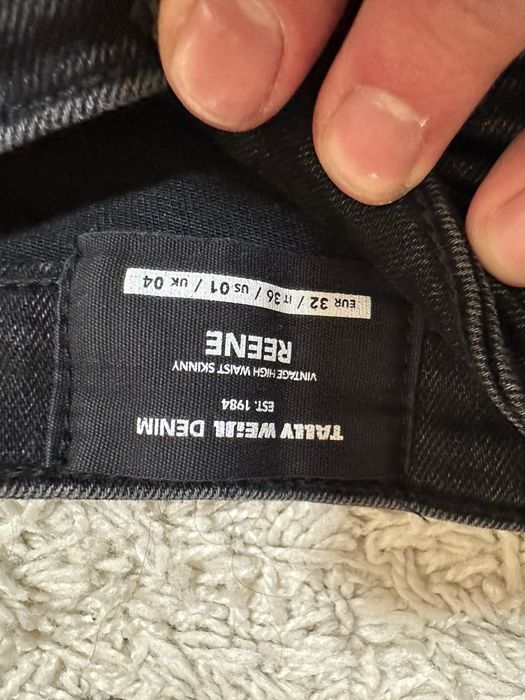 TALLY WEiJL DENIM
EST. 1984
VINTAGE HIGH WAIST SKINNY
REENE
EUR 32 / IT 36 / US 01 / UK 04